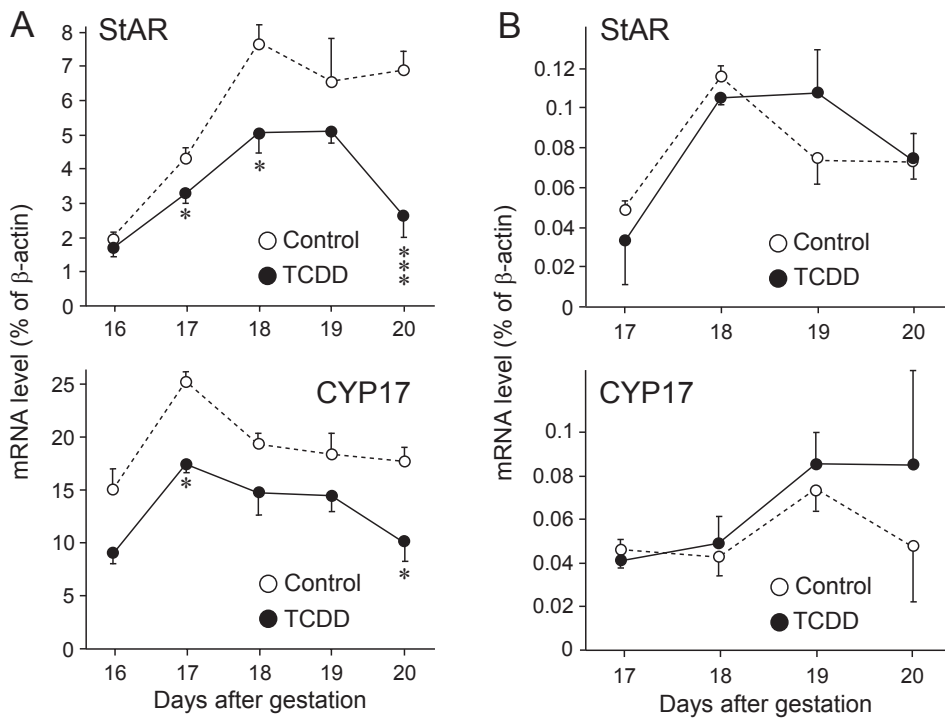 A
StAR
8
7
6
5
4
3
2
1
0
*
*
***
Control
TCDD
16 17 18 19 20
mRNA level (% of β-actin)
CYP17
25
20
15
10
5
0
*
*
Control
TCDD
16 17 18 19 20
Days after gestation
B
StAR
0.12
0.1
0.08
0.06
0.04
0.02
0
Control
TCDD
17 18 19 20
mRNA level (% of β-actin)
CYP17
0.1
0.08
0.06
0.04
0.02
0
Control
TCDD
17 18 19 20
Days after gestation